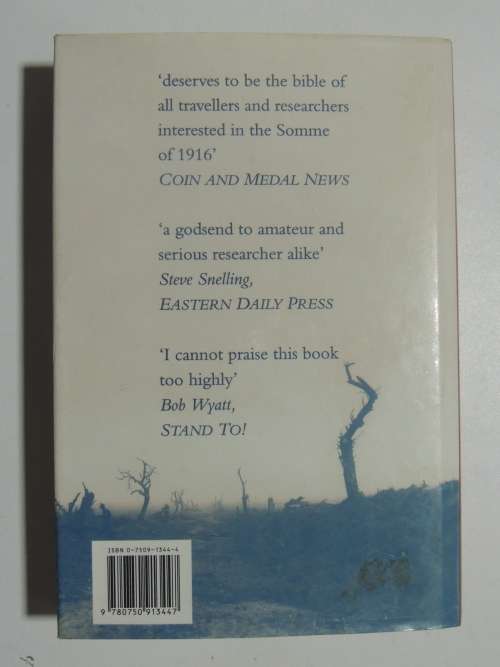 ‘deserves to be the bible of
all travellers and researchers
interested in the Somme
of 1916’
COIN AND MEDAL NEWS
‘a godsend to amateur and
serious researcher alike’
Steve Snelling,
EASTERN DAILY PRESS
‘I cannot praise this book
too highly’
Bob Wyatt,
STAND TO!
ISBN 0-7509-1344-4
9 780750 913447